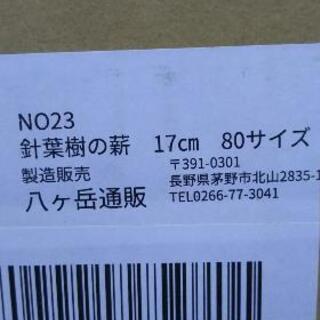 NO23
針葉樹の薪 17cm 80サイズ
製造販売 〒391-0301
八ヶ岳通販 長野県茅野市北山2835-1
TEL0266-77-3041